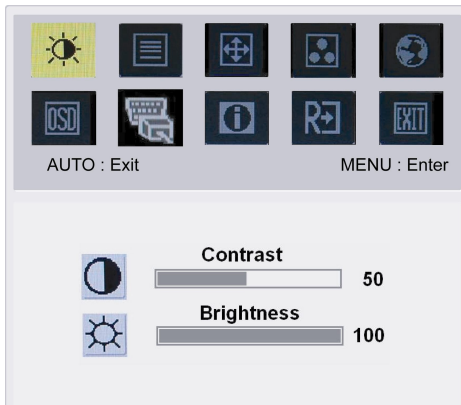 OSD
i
R
EXIT
AUTO : Exit
MENU : Enter
Contrast
50
Brightness
100